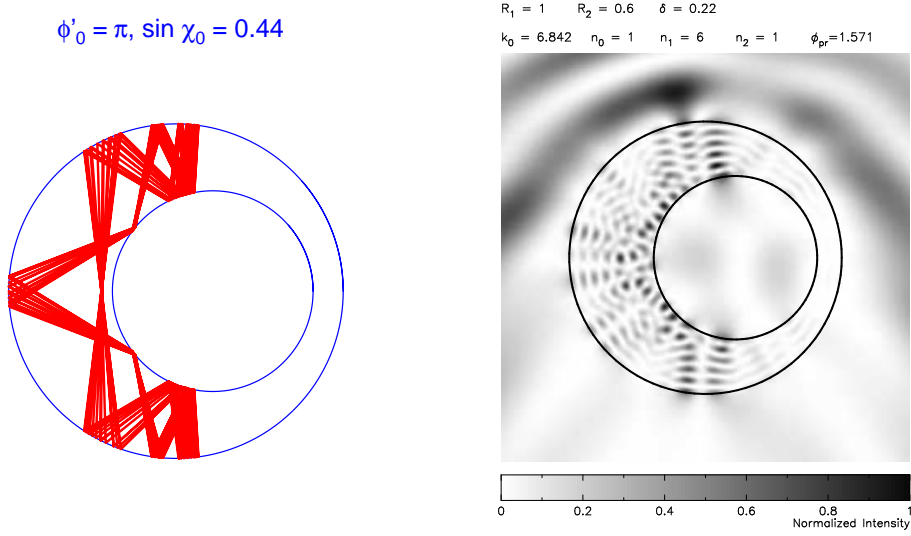 ϕ'₀ = π, sin χ₀ = 0.44
R₁ = 1 R₂ = 0.6 δ = 0.22
k₀ = 6.842 n₀ = 1 n₁ = 6 n₂ = 1 ϕₚᵣ=1.571
0 0.2 0.4 0.6 0.8 1
Normalized Intensity